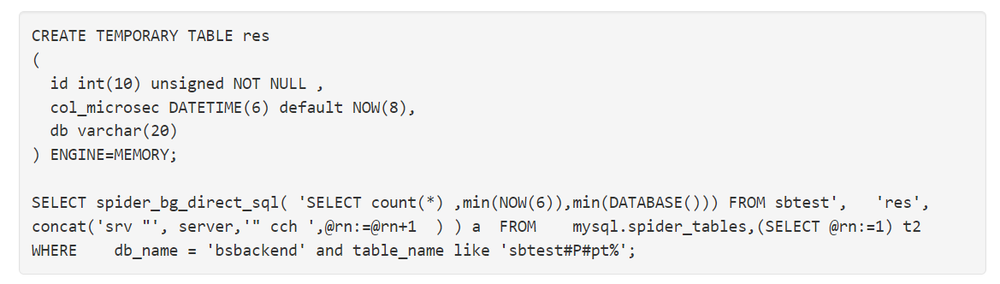 CREATE TEMPORARY TABLE res
(
  id int(10) unsigned NOT NULL ,
  col_microsec DATETIME(6) default NOW(8),
  db varchar(20)
) ENGINE=MEMORY;

SELECT spider_bg_direct_sql( 'SELECT count(*) ,min(NOW(6)),min(DATABASE())) FROM sbtest',   'res',
concat('srv "', server,'" cch ',@rn:=@rn+1  ) ) a  FROM    mysql.spider_tables,(SELECT @rn:=1) t2
WHERE    db_name = 'bsbackend' and table_name like 'sbtest#P#pt%';